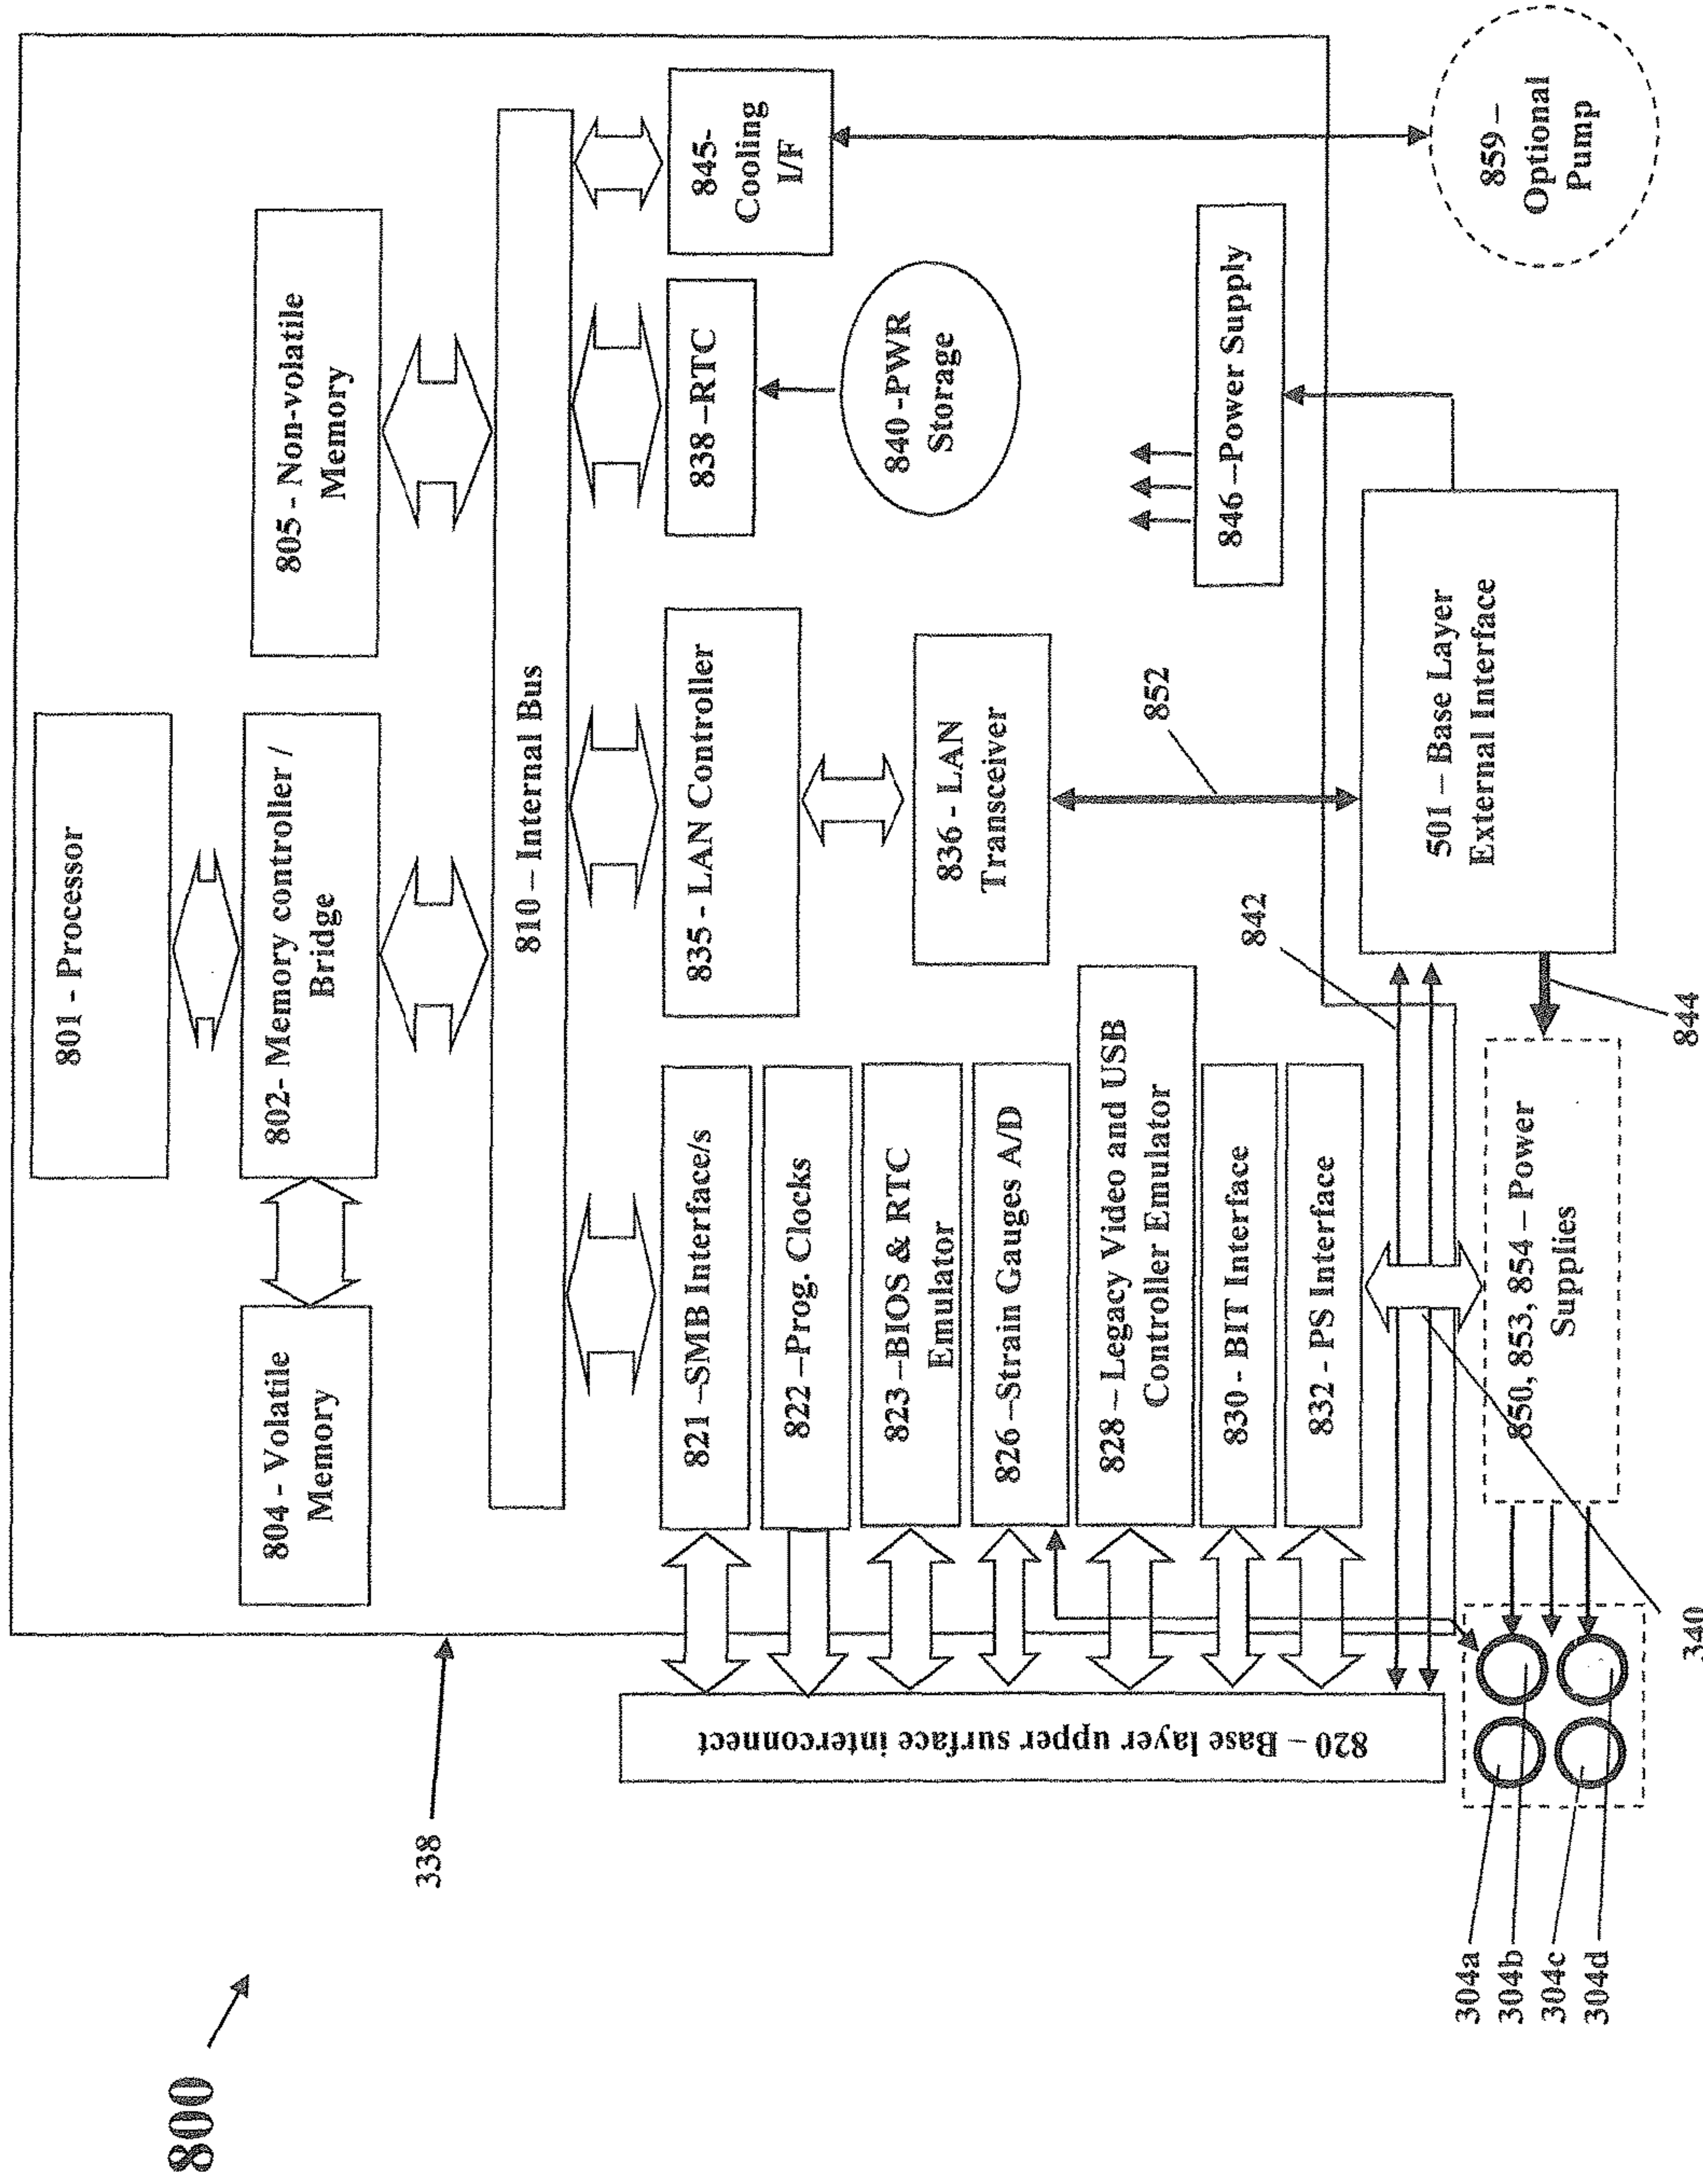 800
338
801 - Processor
802- Memory controller /
Bridge
804 - Volatile
Memory
805 - Non-volatile
Memory
810 – Internal Bus
821 –SMB Interface/s
822 –Prog. Clocks
823 –BIOS & RTC
Emulator
826 –Strain Gauges A/D
828 – Legacy Video and USB
Controller Emulator
830 - BIT Interface
832 - PS Interface
835 - LAN Controller
836 - LAN
Transceiver
838 –RTC
840 -PWR
Storage
845-
Cooling
I/F
846 –Power Supply
852
842
820 – Base layer upper surface interconnect
501 – Base Layer
External Interface
859 –
Optional
Pump
850, 853, 854 – Power
Supplies
844
340
304a
304b
304c
304d